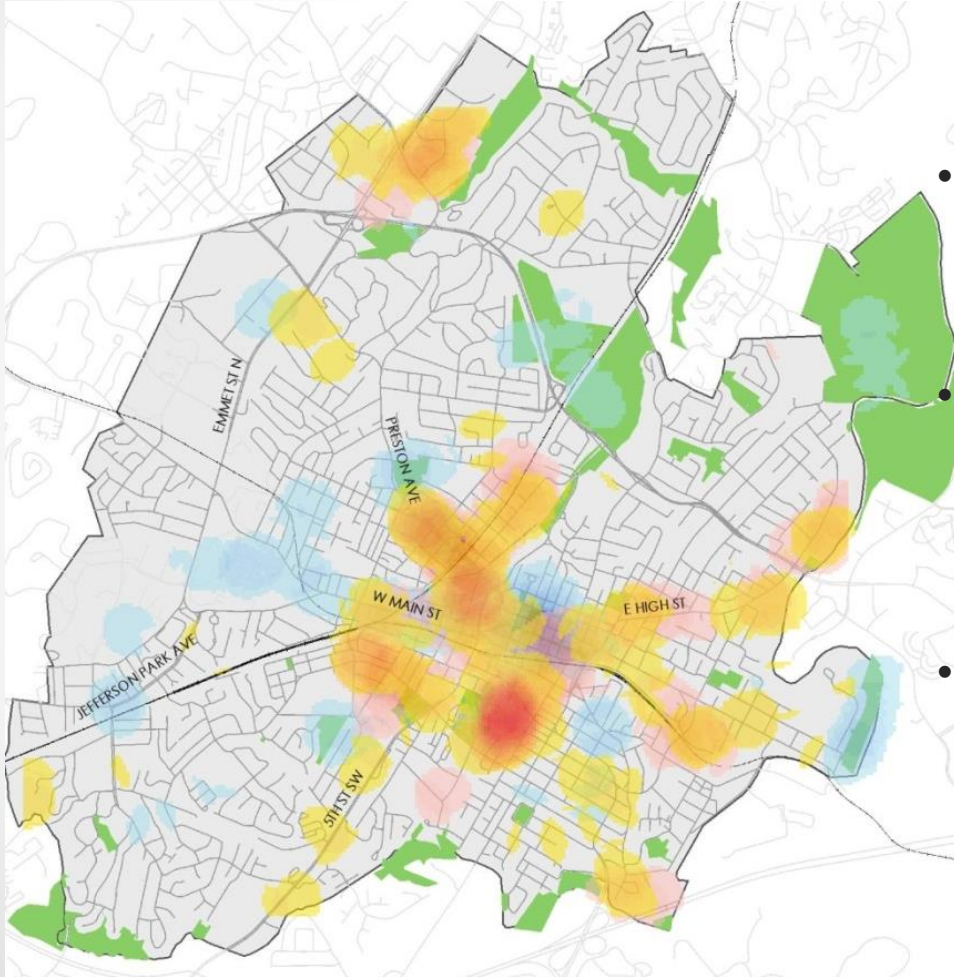 EMMET ST N
PRESTON AVE
W MAIN ST
E HIGH ST
JEFFERSON PARK AVE
5TH ST SW